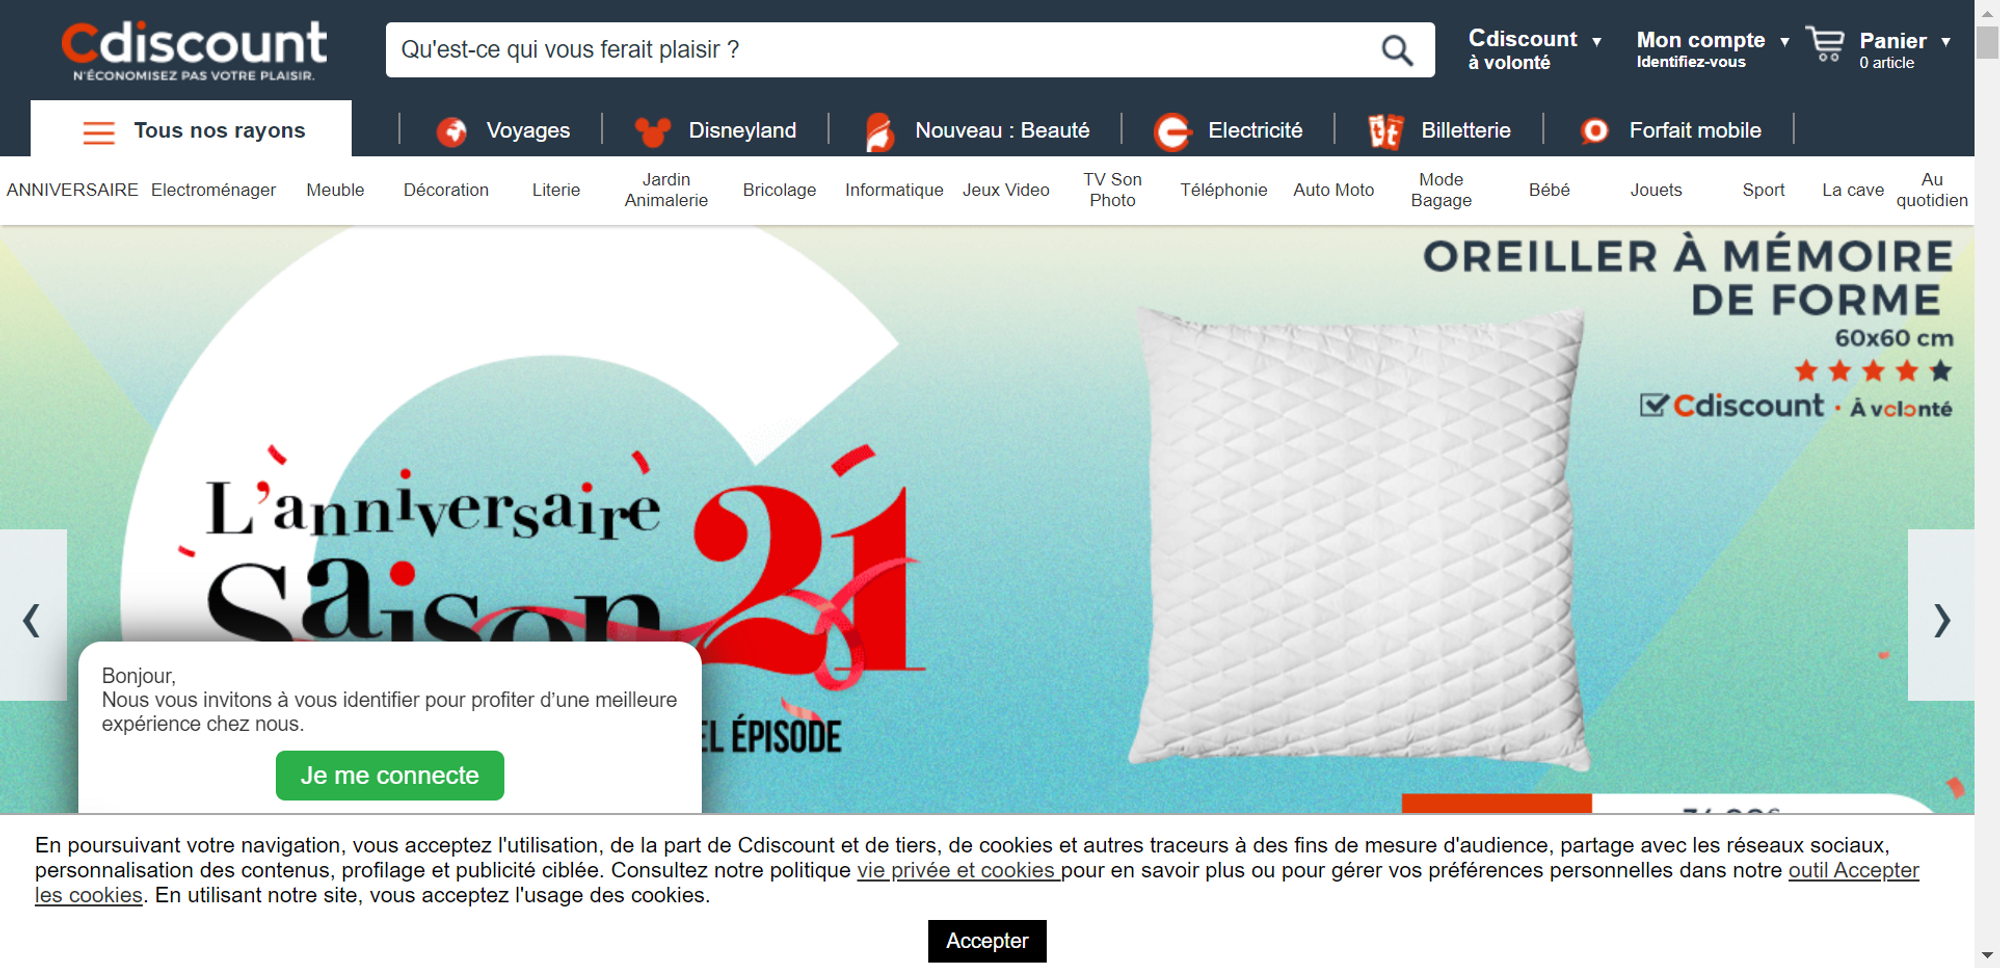 Cdiscount
N'ÉCONOMISEZ PAS VOTRE PLAISIR.
Qu'est-ce qui vous ferait plaisir ?
Cdiscount
à volonté
Mon compte
Identifiez-vous
Panier
0 article
Tous nos rayons
Voyages
Disneyland
Nouveau : Beauté
Electricité
Billetterie
Forfait mobile
ANNIVERSAIRE
Electroménager
Meuble
Décoration
Literie
Jardin
Animalerie
Bricolage
Informatique
Jeux Video
TV Son
Photo
Téléphonie
Auto Moto
Mode
Bagage
Bébé
Jouets
Sport
La cave
Au
quotidien
OREILLER À MÉMOIRE
DE FORME
60x60 cm
Cdiscount · À volonté
L'anniversaire
Saison 21
ÉPISODE
Bonjour,
Nous vous invitons à vous identifier pour profiter d’une meilleure
expérience chez nous.
Je me connecte
En poursuivant votre navigation, vous acceptez l'utilisation, de la part de Cdiscount et de tiers, de cookies et autres traceurs à des fins de mesure d'audience, partage avec les réseaux sociaux,
personnalisation des contenus, profilage et publicité ciblée. Consultez notre politique vie privée et cookies pour en savoir plus ou pour gérer vos préférences personnelles dans notre outil Accepter
les cookies. En utilisant notre site, vous acceptez l'usage des cookies.
Accepter